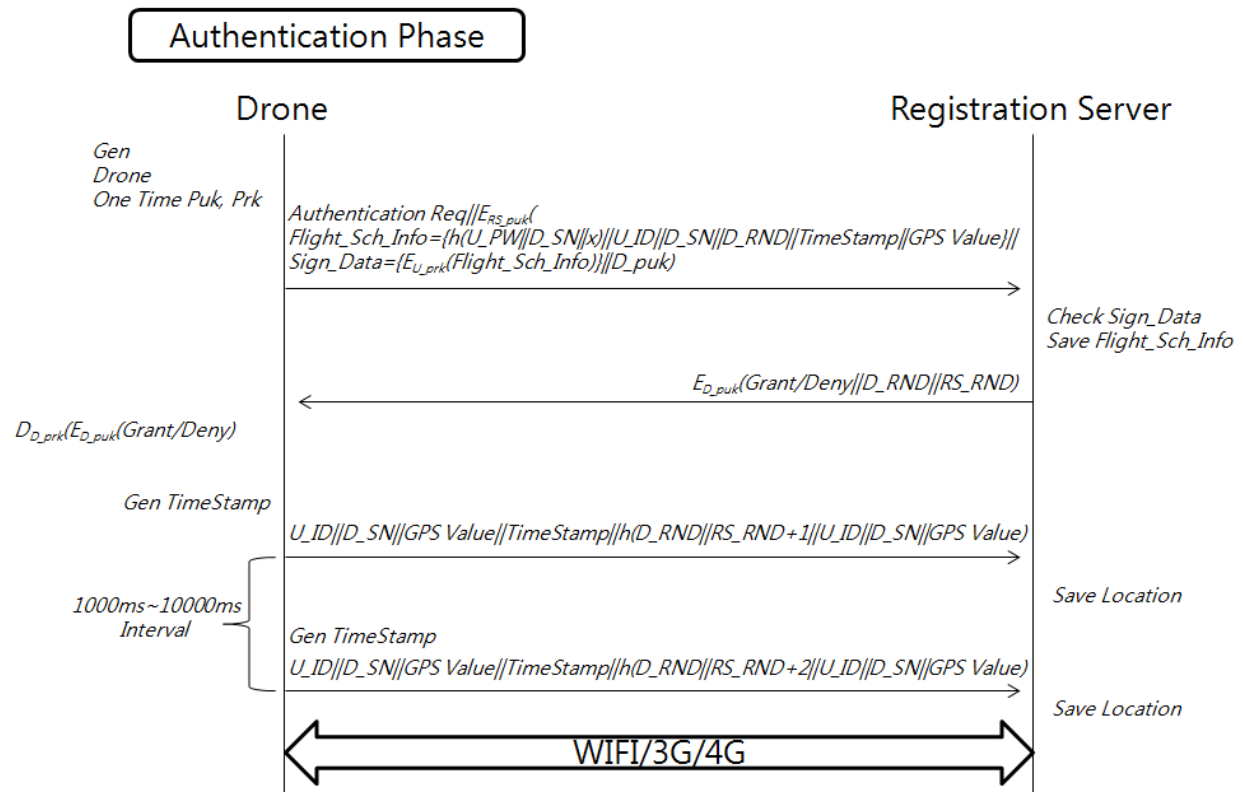 Authentication Phase
Drone
Registration Server
Gen
Drone
One Time Puk, Prk
Authentication Req||E_RS_puk(
Flight_Sch_Info={h(U_PW||D_SN||x)||U_ID||D_SN||D_RND||TimeStamp||GPS Value}||
Sign_Data={E_U_prk(Flight_Sch_Info)}||D_puk)
Check Sign_Data
Save Flight_Sch_Info
E_D_puk(Grant/Deny||D_RND||RS_RND)
D_D_prk(E_D_puk(Grant/Deny)
Gen TimeStamp
U_ID||D_SN||GPS Value||TimeStamp||h(D_RND||RS_RND+1||U_ID||D_SN||GPS Value)
Save Location
1000ms~10000ms
Interval
Gen TimeStamp
U_ID||D_SN||GPS Value||TimeStamp||h(D_RND||RS_RND+2||U_ID||D_SN||GPS Value)
Save Location
WIFI/3G/4G